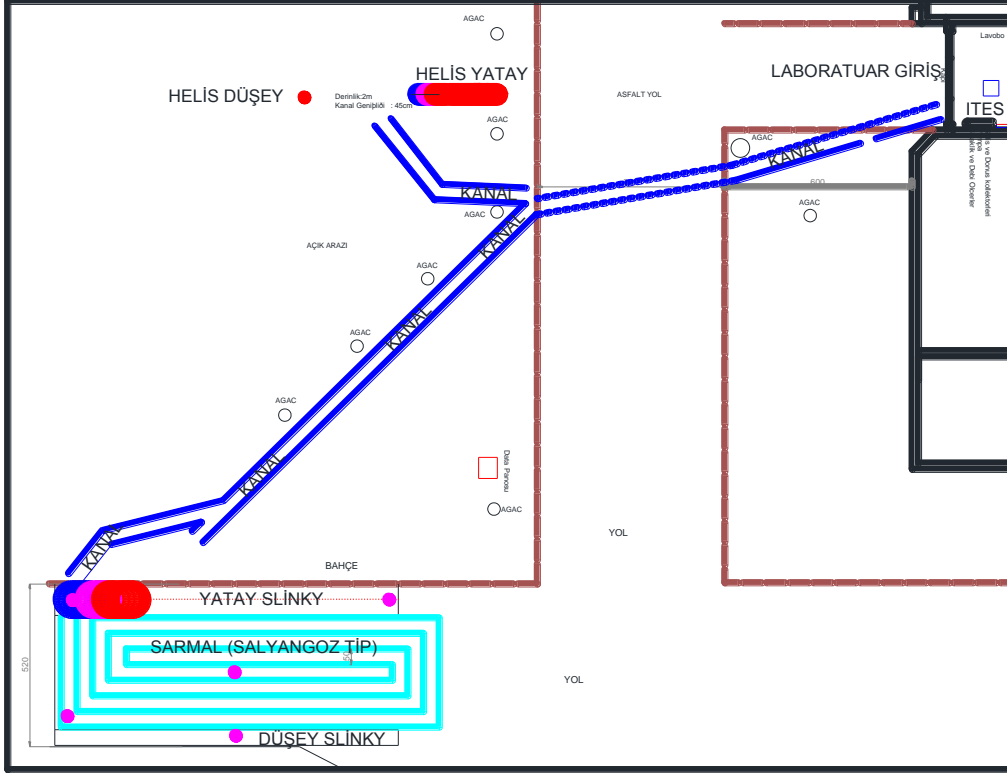 AGAC
Lavobo
HELİS YATAY
LABORATUAR GİRİŞ
HELİS DÜŞEY
Derinlik:2m
Kanal Genişliği : 45cm
ASFALT YOL
ITES
AGAC
AGAC
KANAL
600
KANAL
AGAC
AGAC
KANAL
AÇIK ARAZI
AGAC
KANAL
AGAC
AGAC
KANAL
Data Panosu
AGAC
YOL
KANAL
BAHÇE
YATAY SLİNKY
SARMAL (SALYANGOZ TİP)
50
520
YOL
DÜŞEY SLİNKY